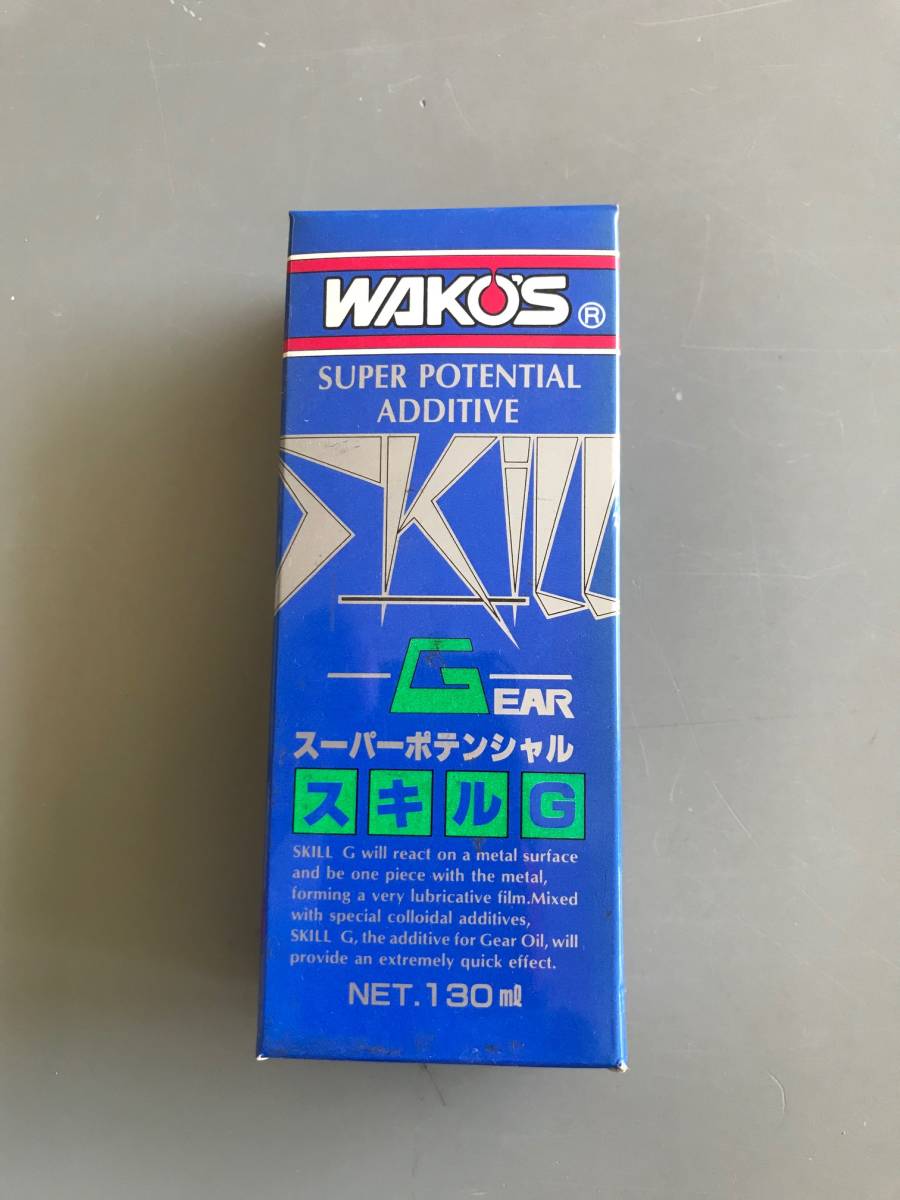 WAKO'S ®
SUPER POTENTIAL
ADDITIVE
SKill
GEAR
スーパーポテンシャル
スキルG
SKILL G will react on a metal surface
and be one piece with the metal,
forming a very lubricative film.Mixed
with special colloidal additives,
SKILL G, the additive for Gear Oil, will
provide an extremely quick effect.
NET.130㎖